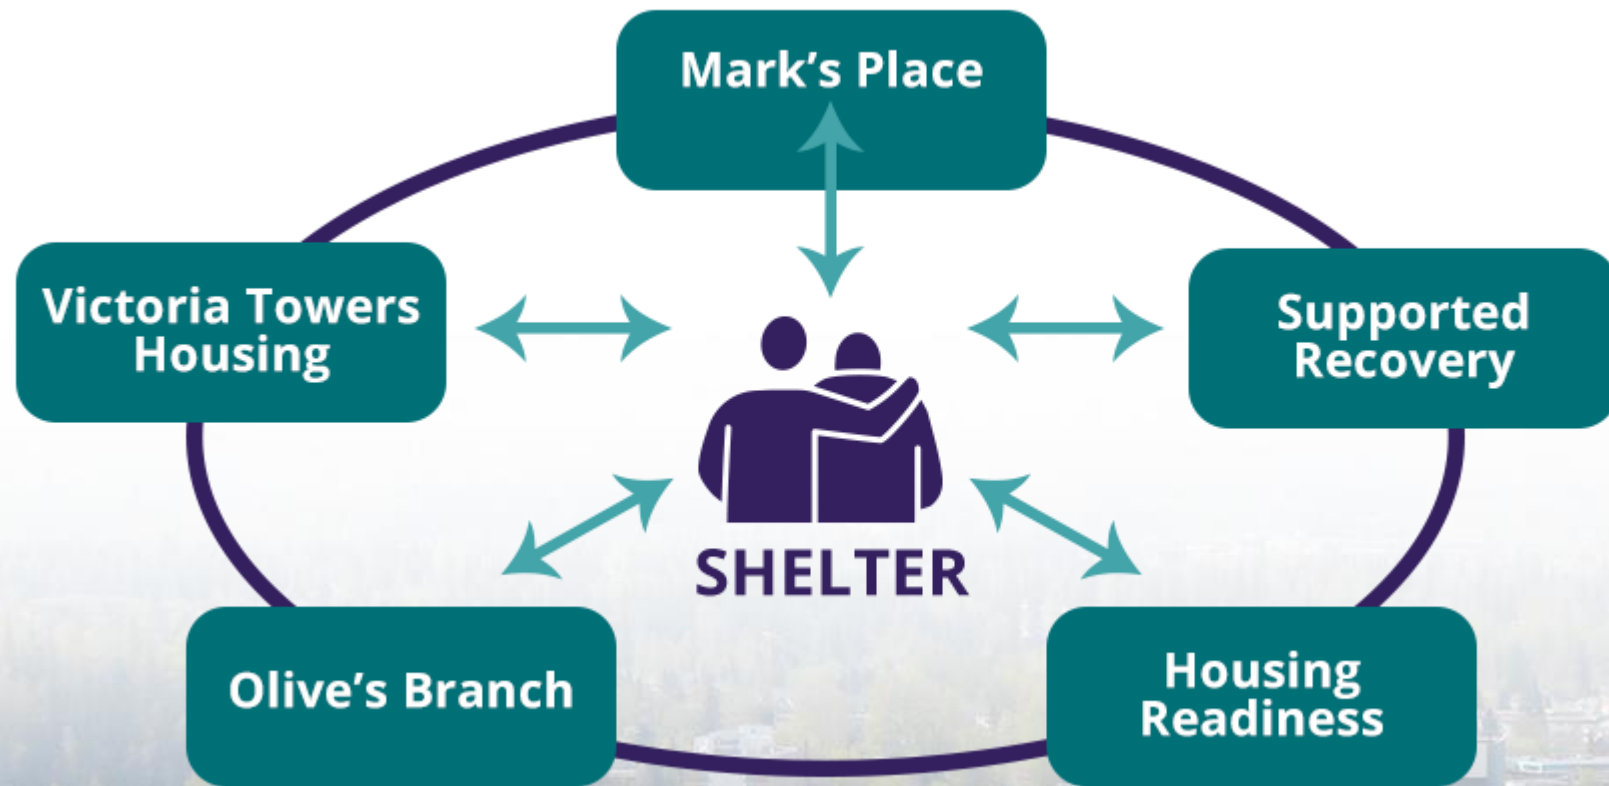 Mark’s Place
Victoria Towers
Housing
Supported
Recovery
SHELTER
Olive’s Branch
Housing
Readiness